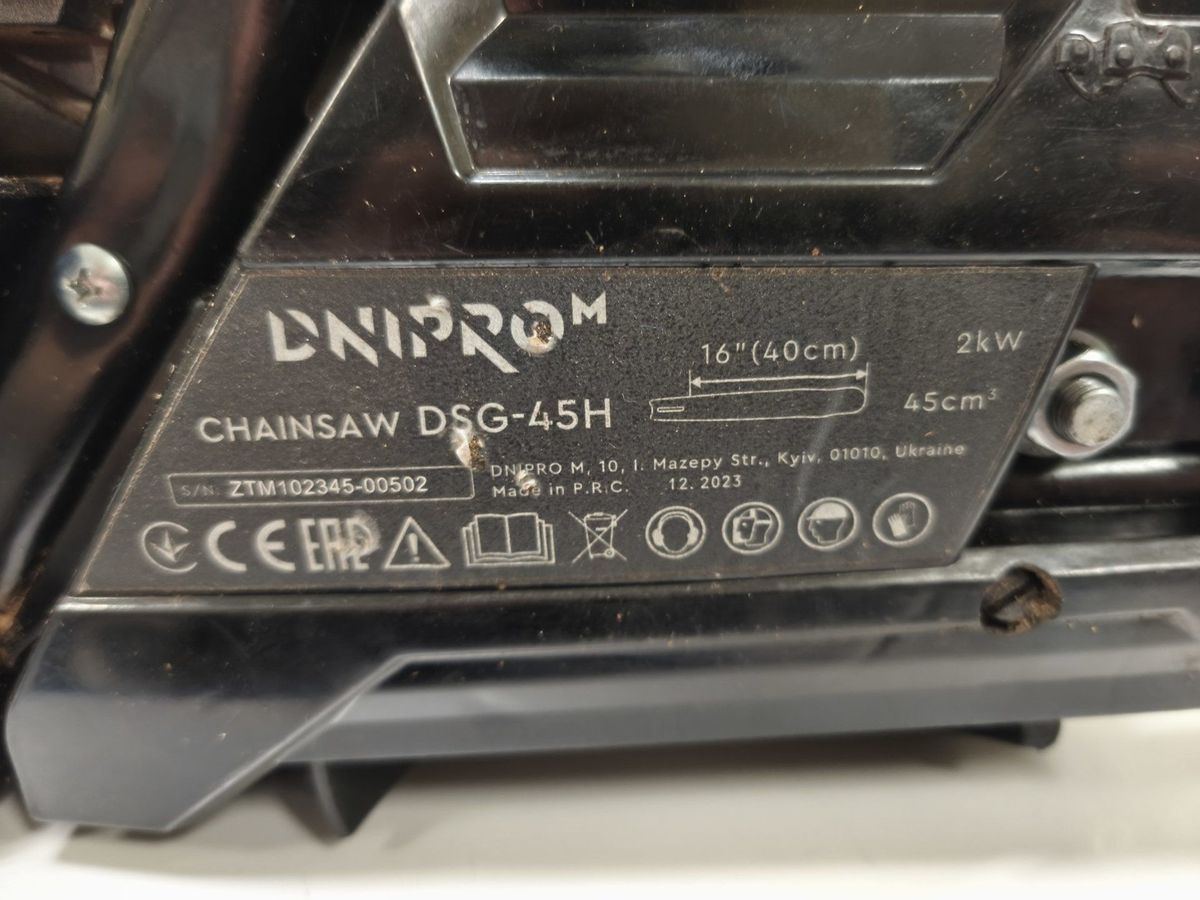 DNIPRO M
16"(40cm)
2kW
CHAINSAW DSG-45H
45cm³
DNIPRO M, 10, I. Mazepy Str., Kyiv, 01010, Ukraine
S/N: ZTM102345-00502
Made in P.R.C. 12.2023
CE EAC